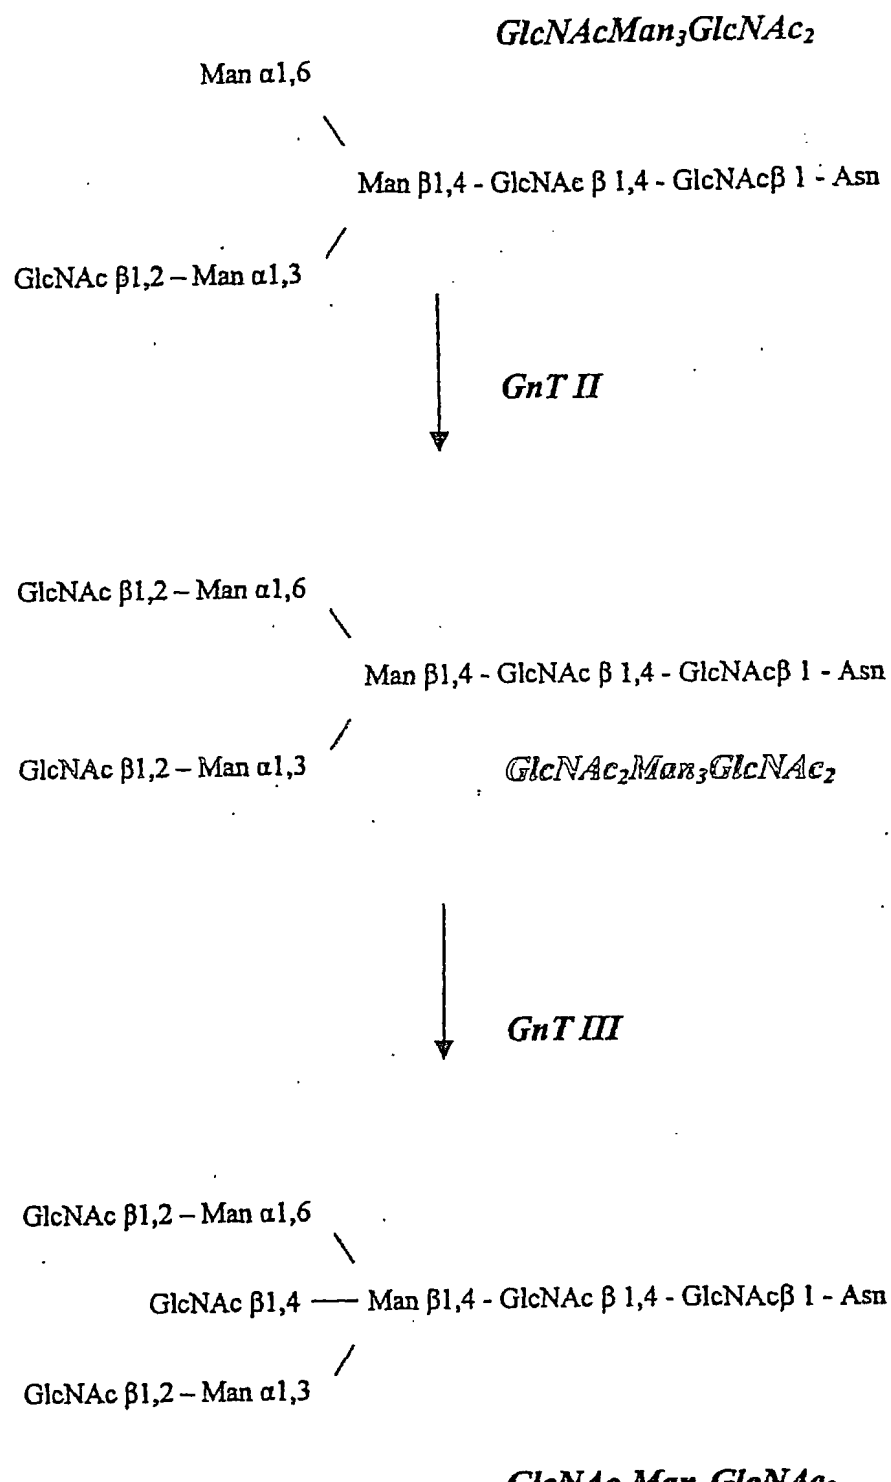 GlcNAcMan₃GlcNAc₂
Man α1,6
Man β1,4 - GlcNAc β 1,4 - GlcNAcβ 1 - Asn
GlcNAc β1,2 – Man α1,3
GnT II
GlcNAc β1,2 – Man α1,6
Man β1,4 - GlcNAc β 1,4 - GlcNAcβ 1 - Asn
GlcNAc β1,2 – Man α1,3
GlcNAc₂Man₃GlcNAc₂
GnT III
GlcNAc β1,2 – Man α1,6
GlcNAc β1,4 — Man β1,4 - GlcNAc β 1,4 - GlcNAcβ 1 - Asn
GlcNAc β1,2 – Man α1,3